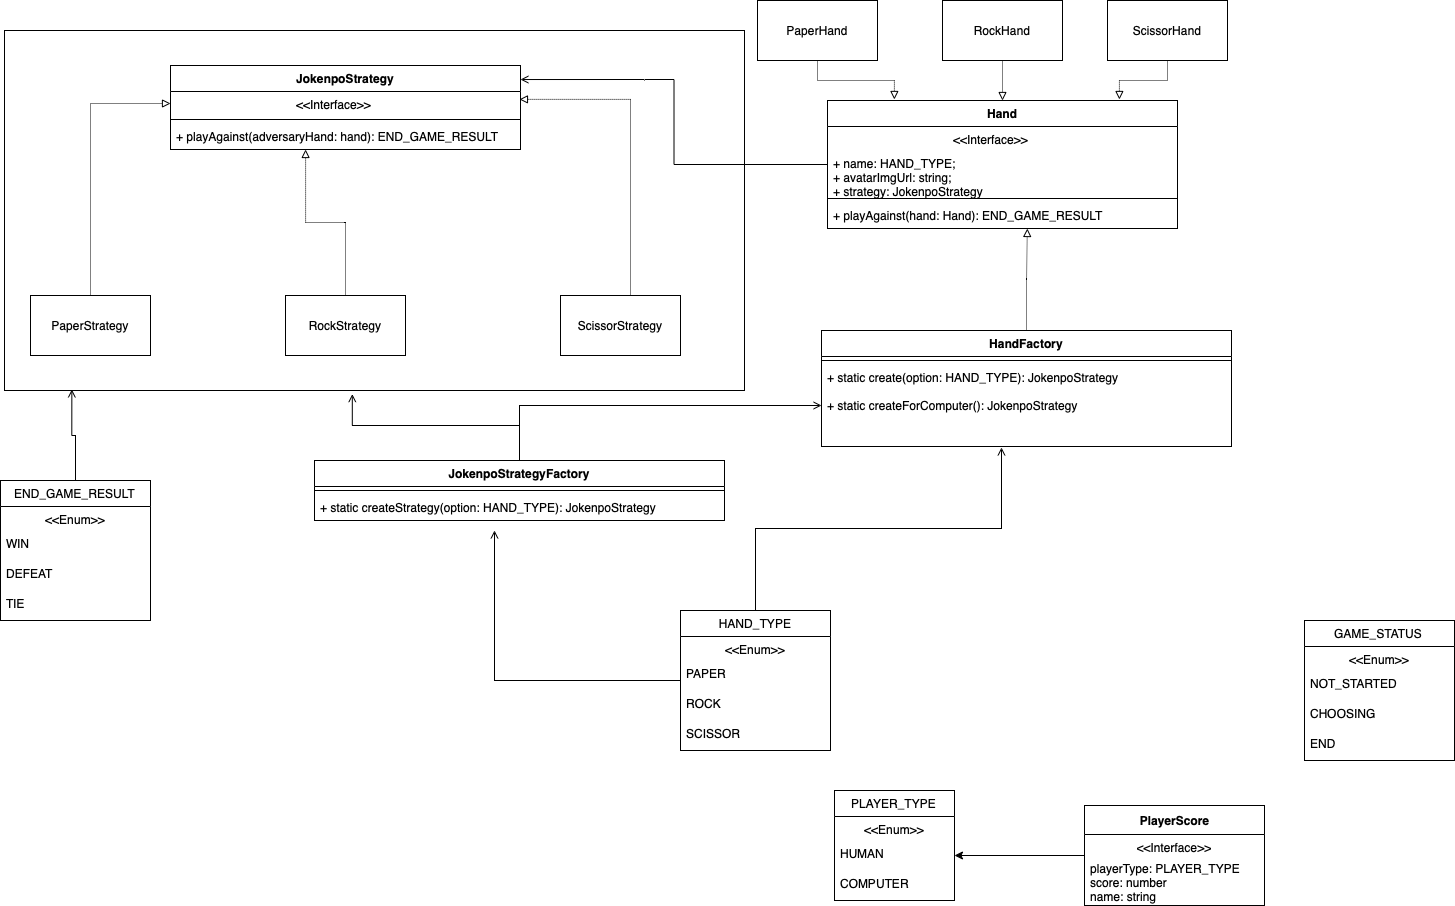 PaperHand
RockHand
ScissorHand
JokenpoStrategy
<<Interface>>
+ playAgainst(adversaryHand: hand): END_GAME_RESULT
Hand
<<Interface>>
+ name: HAND_TYPE;
+ avatarImgUrl: string;
+ strategy: JokenpoStrategy
+ playAgainst(hand: Hand): END_GAME_RESULT
PaperStrategy
RockStrategy
ScissorStrategy
HandFactory
+ static create(option: HAND_TYPE): JokenpoStrategy
+ static createForComputer(): JokenpoStrategy
JokenpoStrategyFactory
+ static createStrategy(option: HAND_TYPE): JokenpoStrategy
END_GAME_RESULT
<<Enum>>
WIN
DEFEAT
TIE
HAND_TYPE
<<Enum>>
PAPER
ROCK
SCISSOR
GAME_STATUS
<<Enum>>
NOT_STARTED
CHOOSING
END
PLAYER_TYPE
<<Enum>>
HUMAN
COMPUTER
PlayerScore
<<Interface>>
playerType: PLAYER_TYPE
score: number
name: string